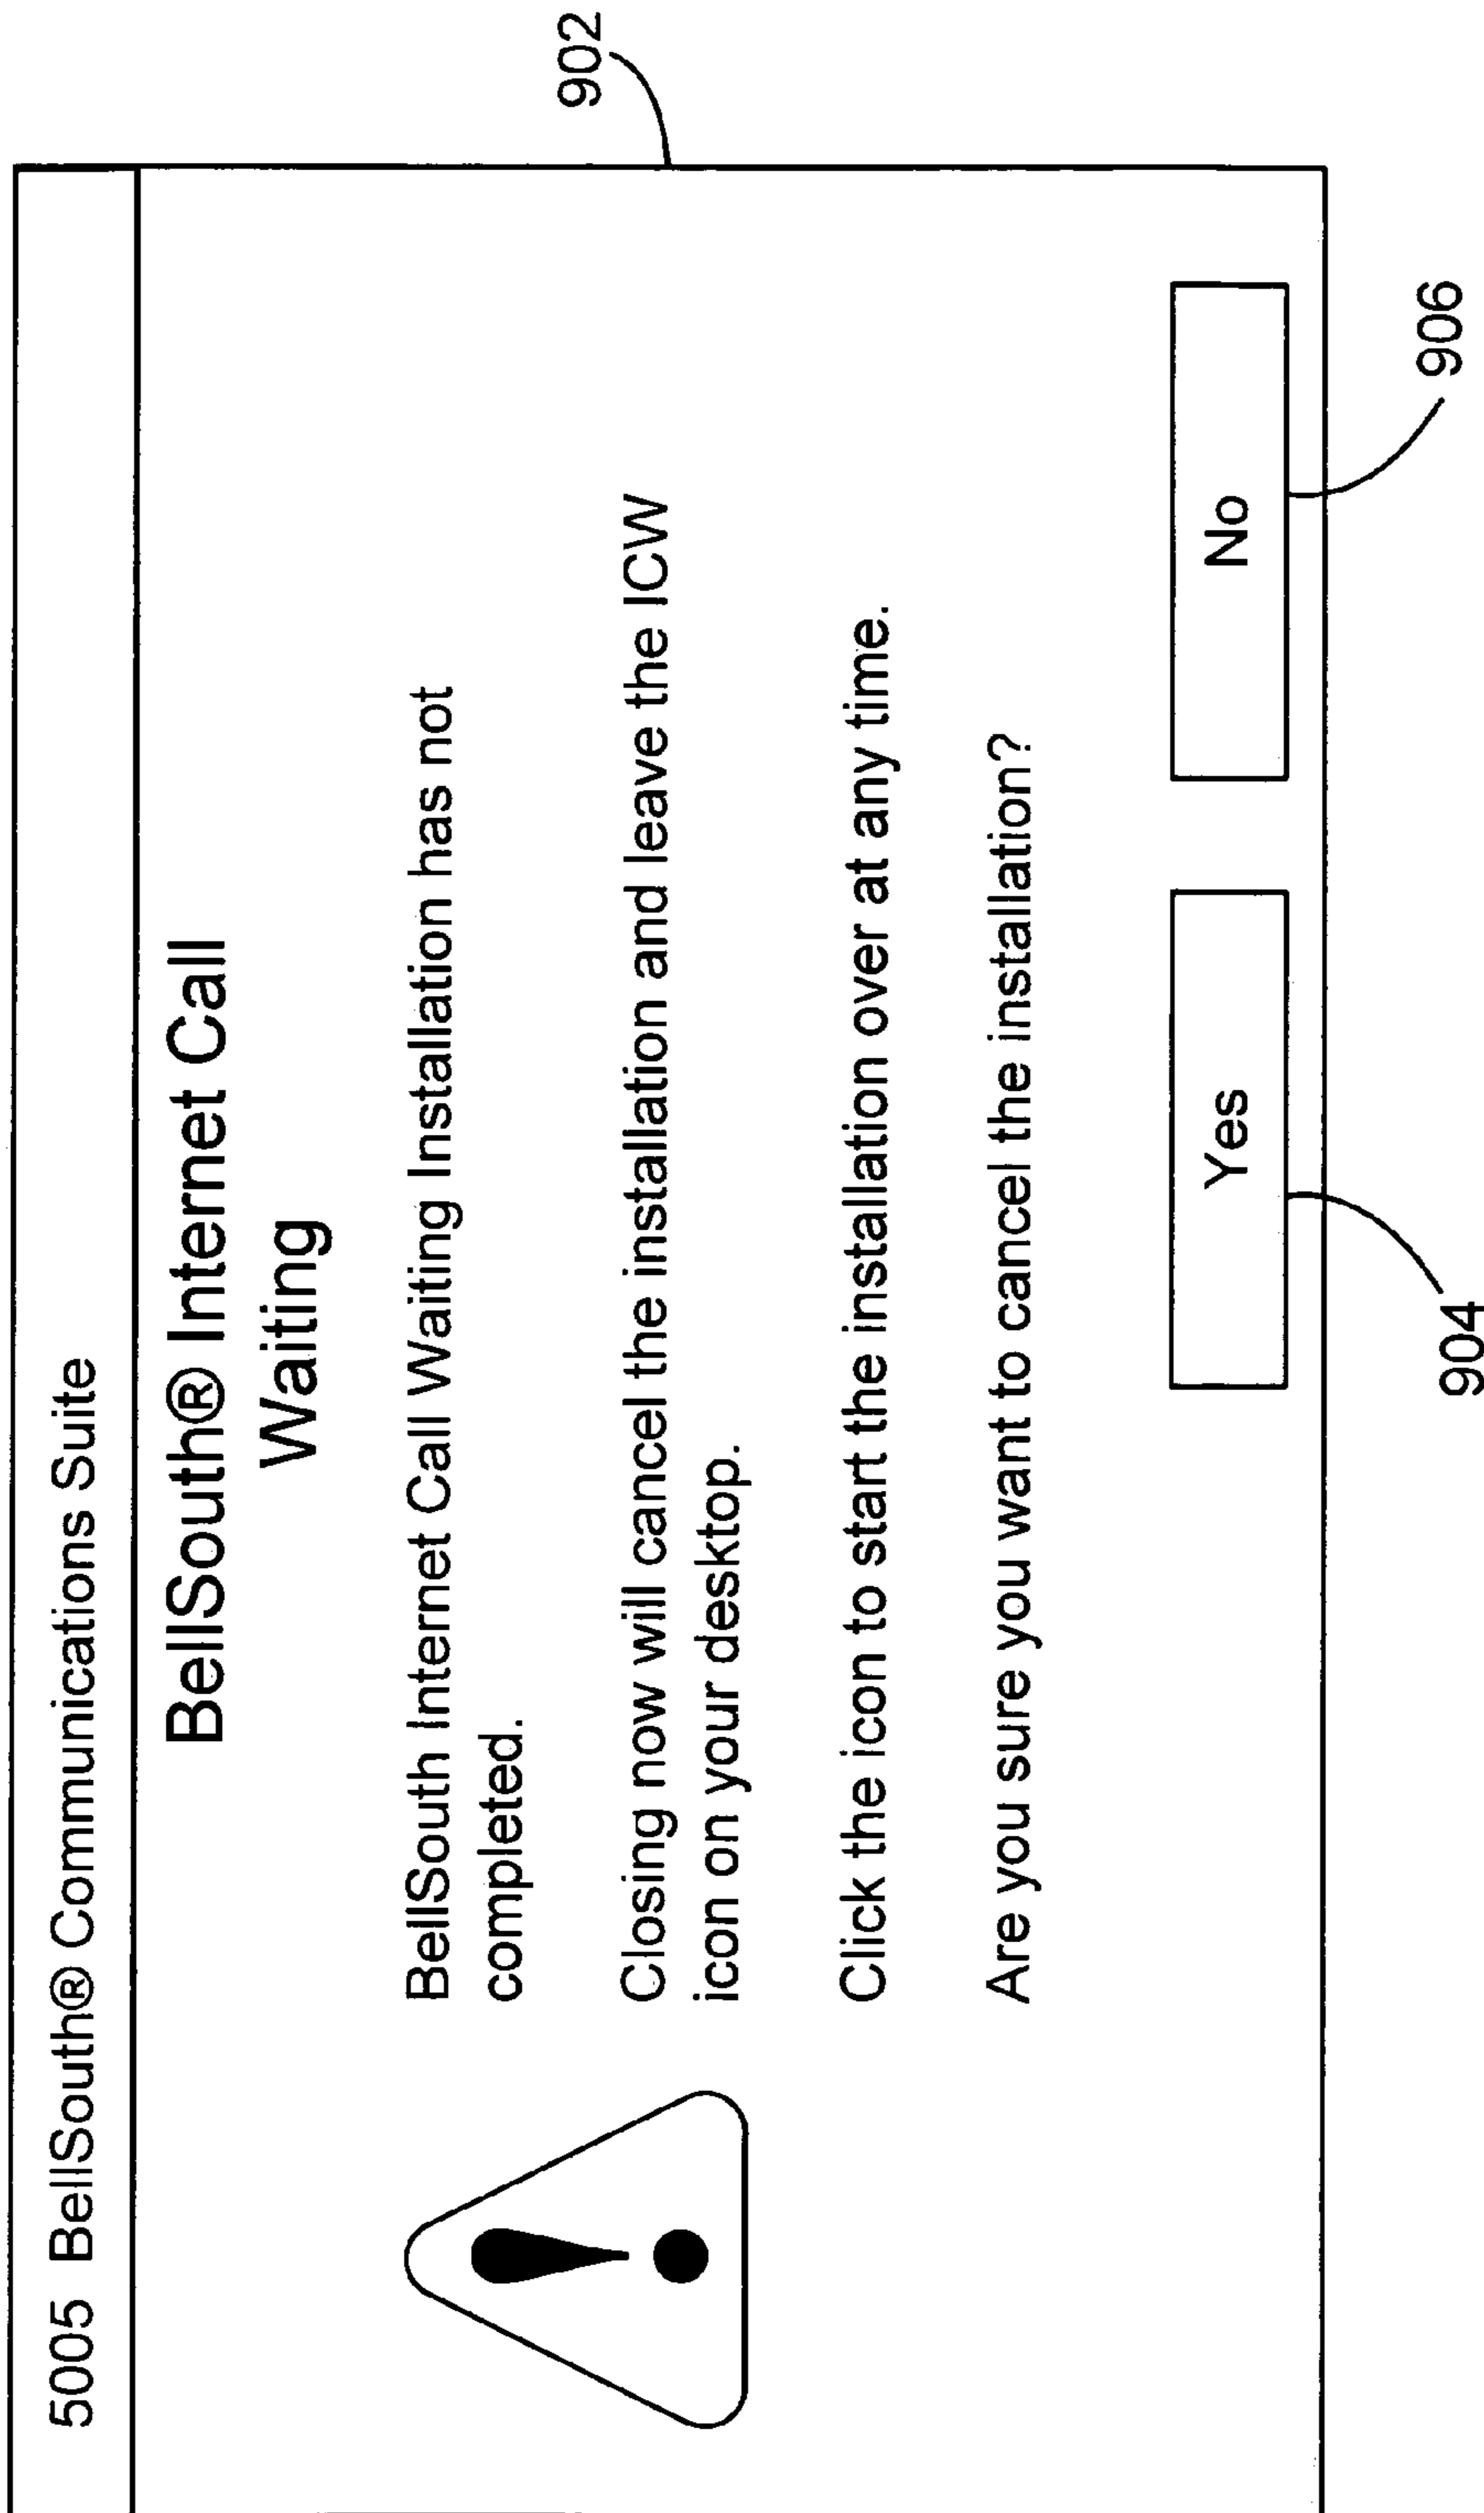 5005 BellSouth® Communications Suite
BellSouth® Internet Call
Waiting
BellSouth Internet Call Waiting Installation has not
completed.
Closing now will cancel the installation and leave the ICW
icon on your desktop.
Click the icon to start the installation over at any time.
Are you sure you want to cancel the installation?
Yes
No
902
904
906